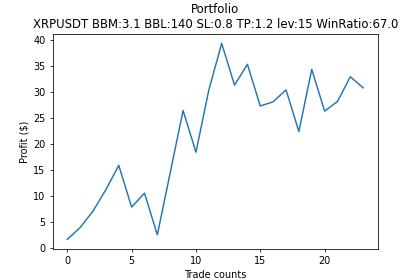 Portfolio
XRPUSDT BBM:3.1 BBL:140 SL:0.8 TP:1.2 lev:15 WinRatio:67.0
40
35
30
25
20
15
10
5
0
Profit ($)
0 5 10 15 20
Trade counts